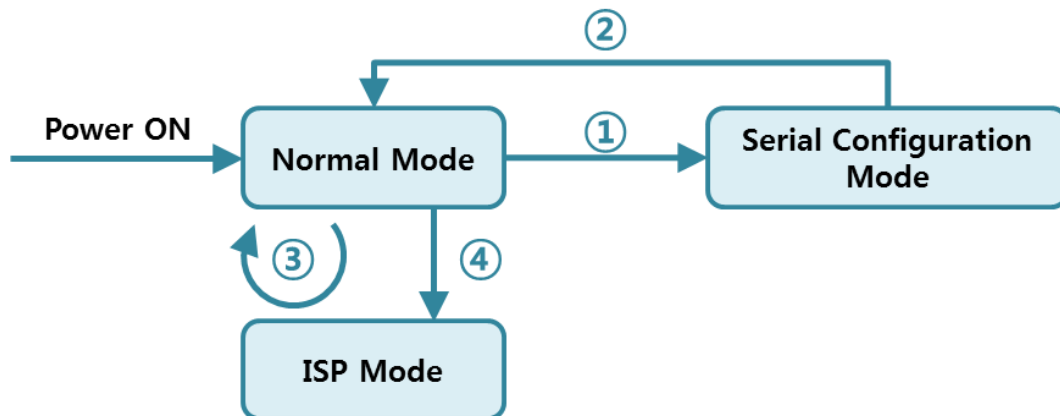 ②
Power ON
Normal Mode
①
Serial Configuration
Mode
③
④
ISP Mode